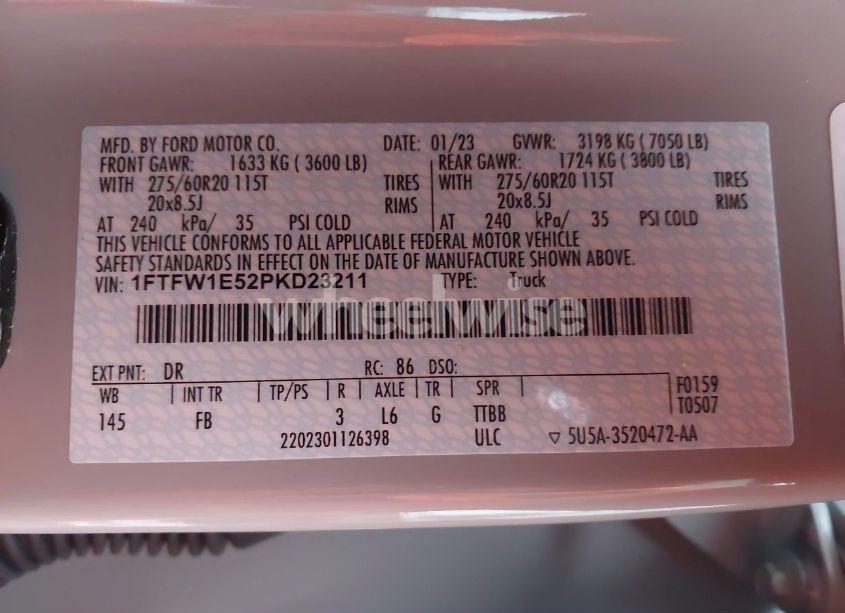 MFD. BY FORD MOTOR CO. DATE: 01/23 GVWR: 3198 KG ( 7050 LB)
FRONT GAWR: 1633 KG ( 3600 LB) REAR GAWR: 1724 KG ( 3800 LB)
WITH 275/60R20 115T TIRES WITH 275/60R20 115T TIRES
20x8.5J RIMS 20x8.5J RIMS
AT 240 kPa/ 35 PSI COLD AT 240 kPa/ 35 PSI COLD
THIS VEHICLE CONFORMS TO ALL APPLICABLE FEDERAL MOTOR VEHICLE
SAFETY STANDARDS IN EFFECT ON THE DATE OF MANUFACTURE SHOWN ABOVE.
VIN: 1FTFW1E52PKD23211 TYPE: Truck
wheelwise
EXT PNT: DR RC: 86 DSO:
WB INT TR TP/PS R AXLE TR SPR F0159
145 FB 3 L6 G TTBB T0507
2202301126398 ULC ▽ 5U5A-3520472-AA